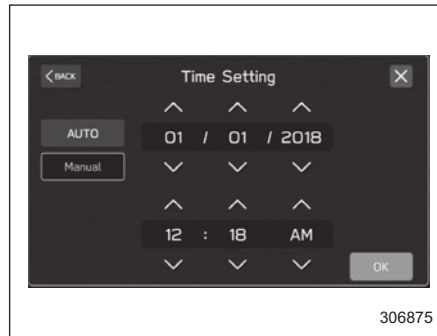 BACK Time Setting
AUTO
01 / 01 / 2018
Manual
12 : 18 AM
OK
306875